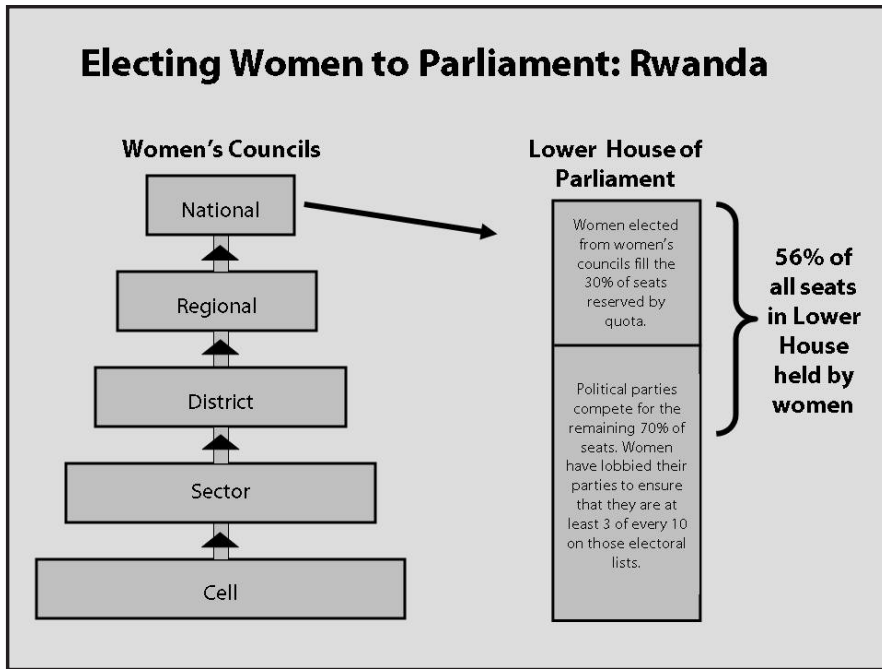 Electing Women to Parliament: Rwanda
Women's Councils
National
Regional
District
Sector
Cell
Lower House of
Parliament
Women elected
from women's
councils fill the
30% of seats
reserved by
quota.
Political parties
compete for the
remaining 70% of
seats. Women
have lobbied their
parties to ensure
that they are at
least 3 of every 10
on those electoral
lists.
56% of
all seats
in Lower
House
held by
women